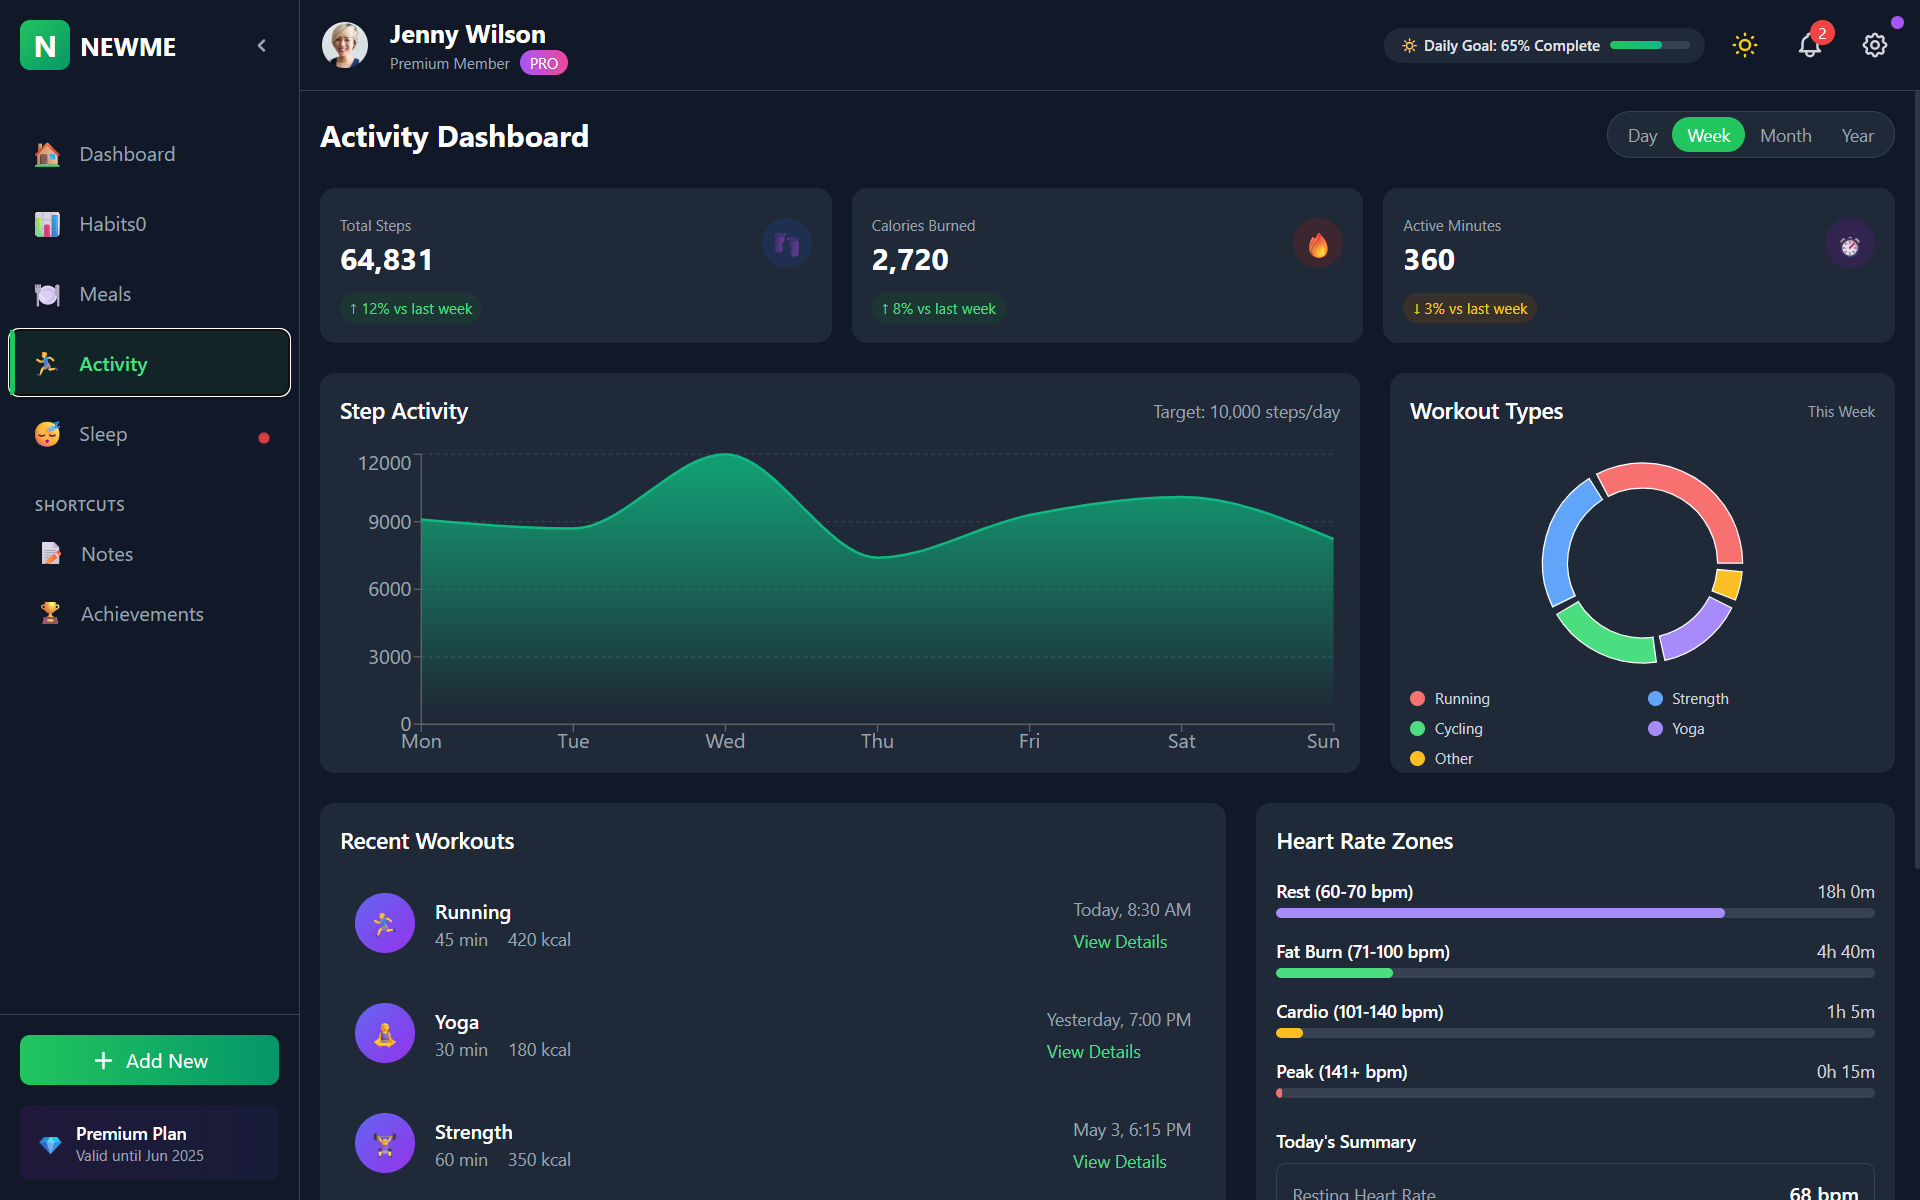 N NEWME
Dashboard
Habits0
Meals
Activity
Sleep
SHORTCUTS
Notes
Achievements
Add New
Premium Plan
Valid until Jun 2025
Jenny Wilson
Premium Member PRO
Daily Goal: 65% Complete
2
Activity Dashboard
Day Week Month Year
Total Steps
64,831
↑ 12% vs last week
Calories Burned
2,720
↑ 8% vs last week
Active Minutes
360
↓ 3% vs last week
Step Activity
Target: 10,000 steps/day
12000
9000
6000
3000
0
Mon Tue Wed Thu Fri Sat Sun
Workout Types
This Week
Running
Strength
Cycling
Yoga
Other
Recent Workouts
Running
45 min 420 kcal
Today, 8:30 AM
View Details
Yoga
30 min 180 kcal
Yesterday, 7:00 PM
View Details
Strength
60 min 350 kcal
May 3, 6:15 PM
View Details
Heart Rate Zones
Rest (60-70 bpm) 18h 0m
Fat Burn (71-100 bpm) 4h 40m
Cardio (101-140 bpm) 1h 5m
Peak (141+ bpm) 0h 15m
Today's Summary
Resting Heart Rate 68 bpm